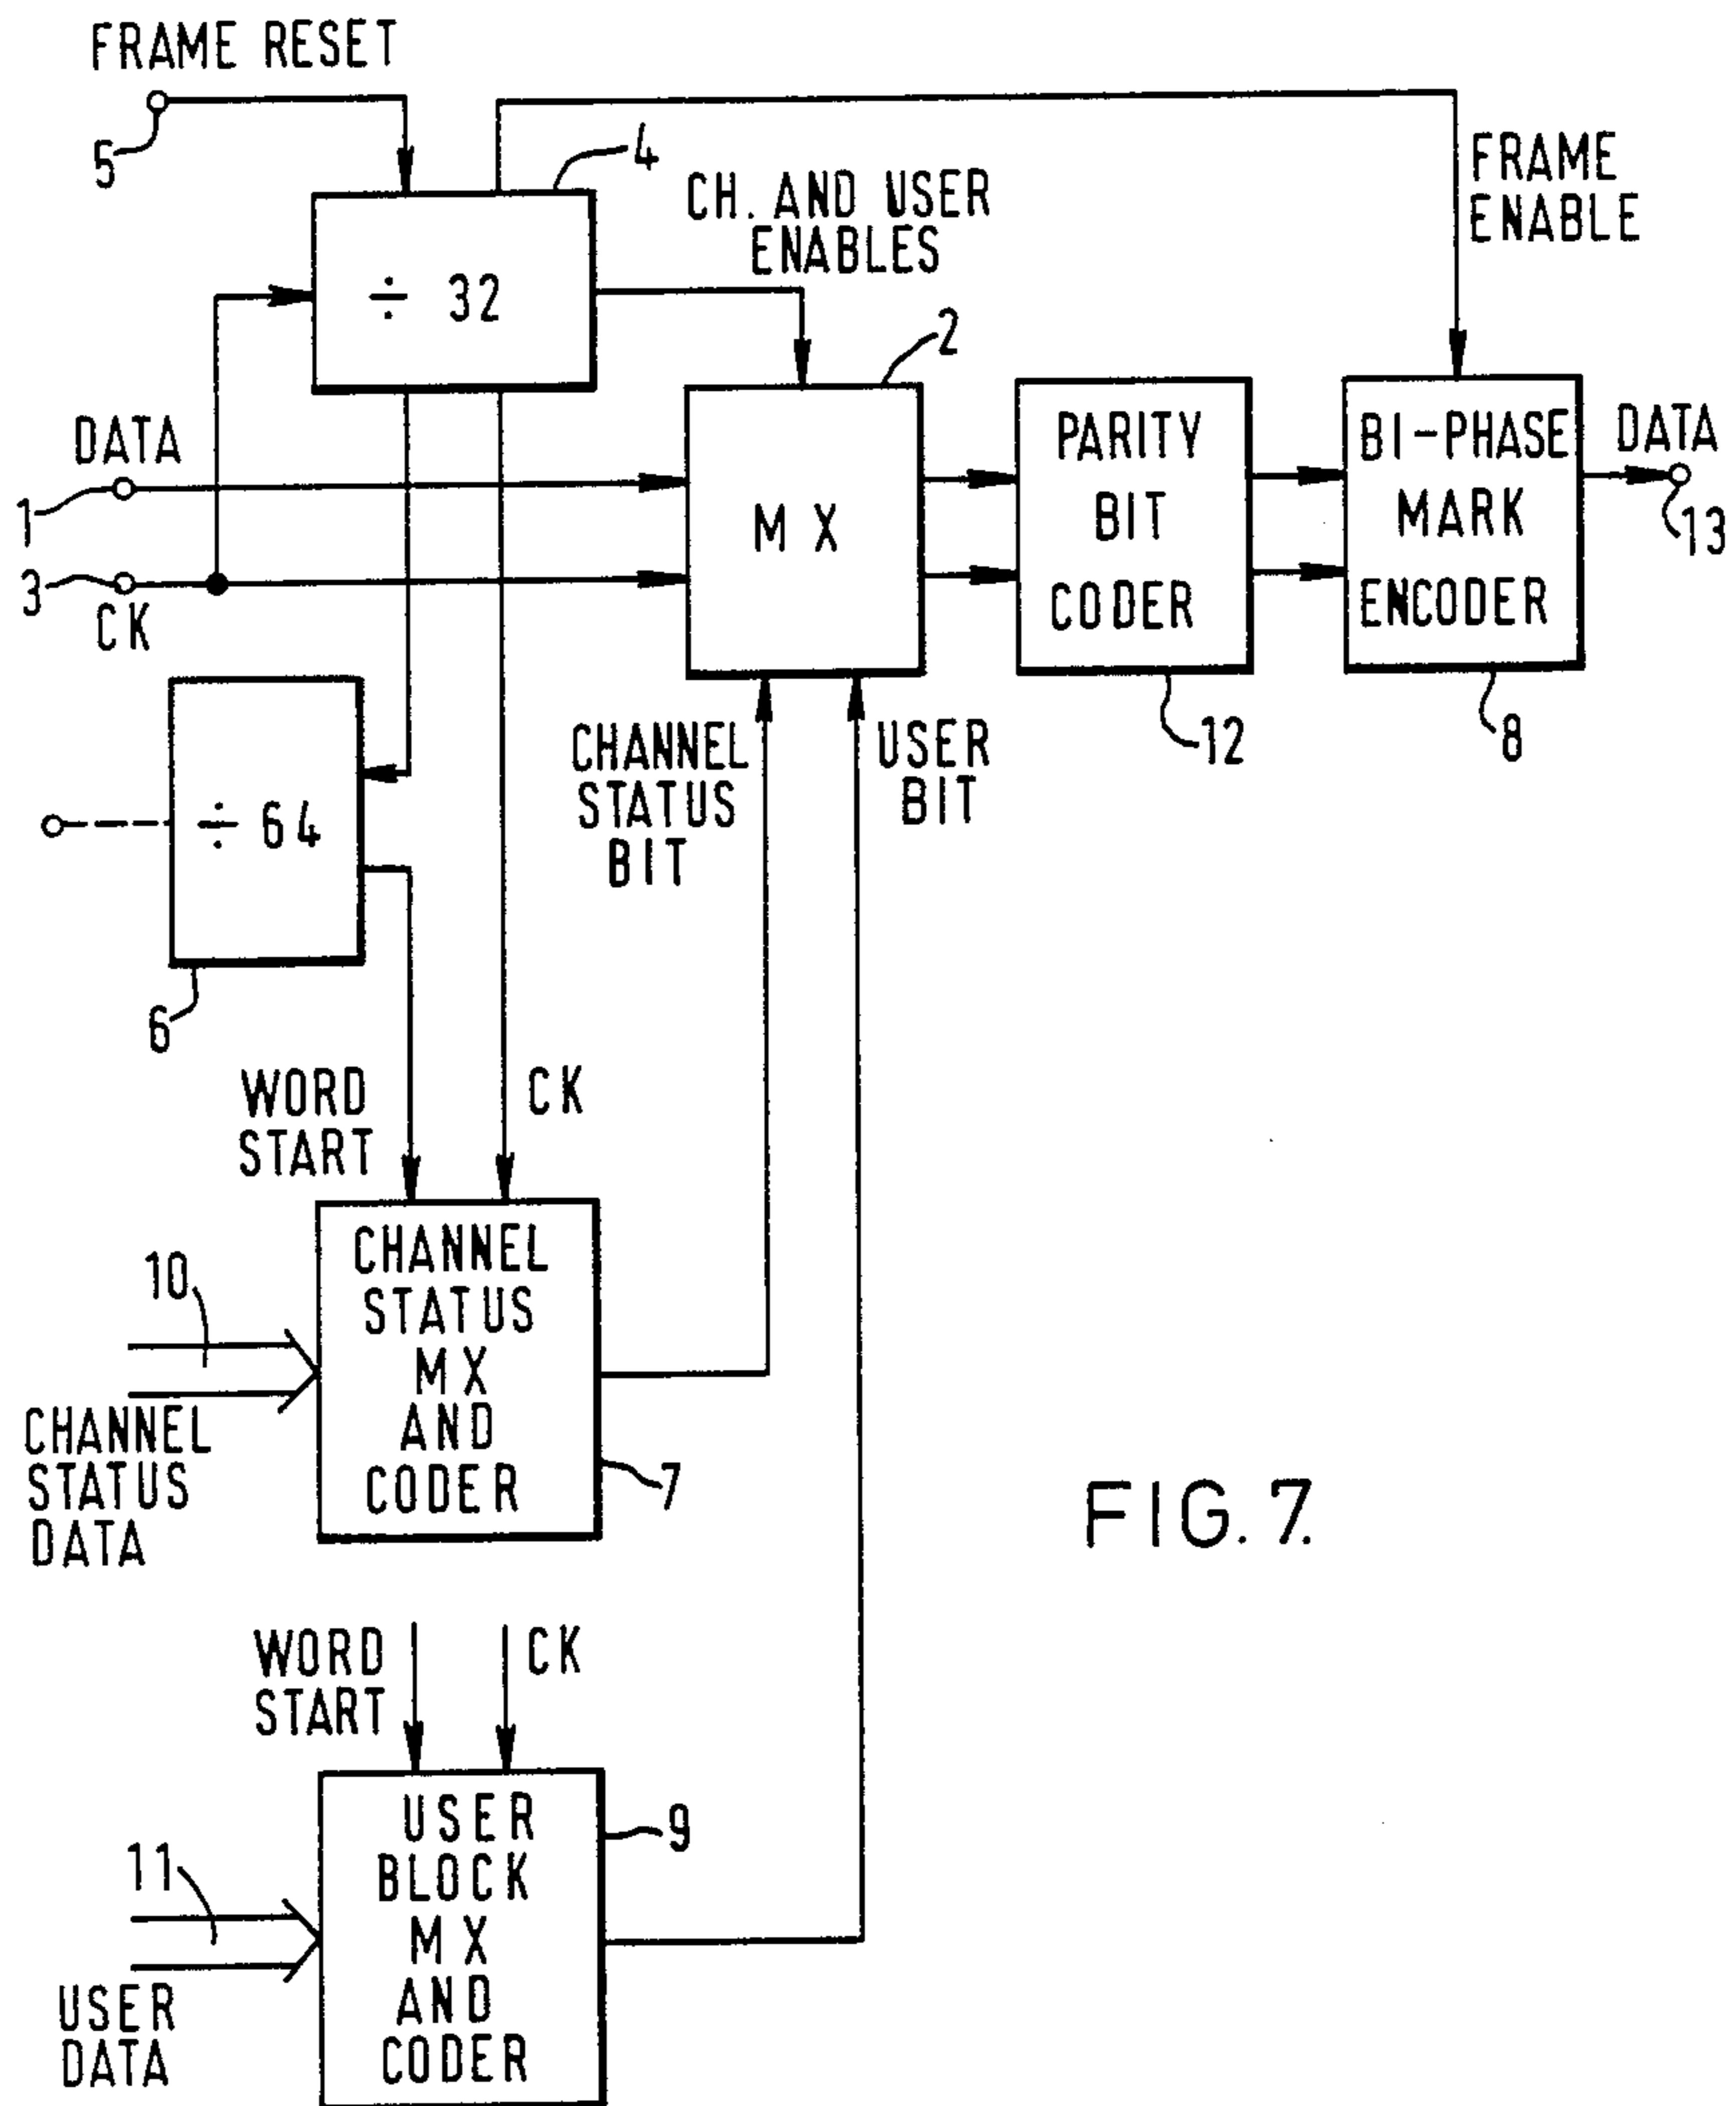 FRAME RESET
5
4
CH. AND USER
ENABLES
FRAME
ENABLE
÷ 32
2
DATA
1
3
CK
MX
PARITY
BIT
CODER
BI-PHASE
MARK
ENCODER
DATA
13
12
8
÷ 64
6
CHANNEL
STATUS
BIT
USER
BIT
WORD
START
CK
10
CHANNEL
STATUS
DATA
CHANNEL
STATUS
MX
AND
CODER
7
FIG. 7.
WORD
START
CK
11
USER
DATA
USER
BLOCK
MX
AND
CODER
9